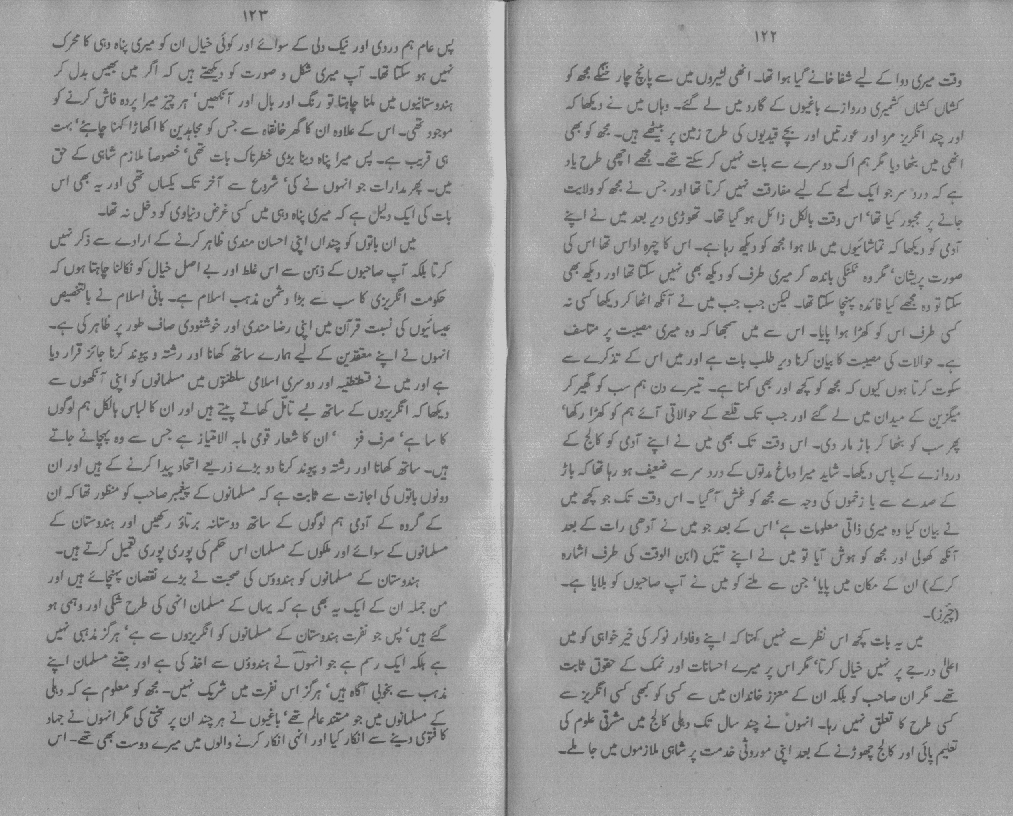 ۱۲۲
وقت میری دوا کے لیے شفا خانے گیا ہوا تھا۔ انھی لٹیروں میں سے پانچ چار ننگے مجھ کو
کشاں کشاں کشمیری دروازے باغیوں کے گارد میں لے گئے۔ وہاں میں نے دیکھا کہ
اور چند انگریز مرد اور عورتیں اور بچے قیدیوں کی طرح زمین پر بیٹھے ہیں۔ مجھ کو بھی
انھی میں بٹھا دیا مگر ہم اک دوسرے سے بات نہیں کر سکتے تھے۔ مجھے اچھی طرح یاد
ہے کہ درد سر جو ایک لمحے کے لیے مفارقت نہیں کرتا تھا اور جس نے مجھ کو ولایت
جانے پر مجبور کیا تھا، اس وقت بالکل زائل ہو گیا تھا۔ تھوڑی دیر بعد میں نے اپنے
آدمی کو دیکھا کہ تماشائیوں میں ملا ہوا مجھ کو دیکھ رہا ہے۔ اس کا چہرہ اداس تھا اس کی
صورت پریشان، مگر وہ ٹکٹکی باندھ کر میری طرف کو دیکھ بھی نہیں سکتا تھا اور دیکھ بھی
سکتا تو وہ مجھے کیا فائدہ پہنچا سکتا تھا۔ لیکن جب جب میں نے آنکھ اٹھا کر دیکھا کسی نہ
کسی طرف اس کو کھڑا ہوا پایا۔ اس سے میں سمجھا کہ وہ میری مصیبت پر متاسف
ہے۔ حوالات کی مصیبت کا بیان کرنا دیر طلب بات ہے اور میں اس کے تذکرے سے
سکوت کرتا ہوں کیوں کہ مجھ کو کچھ اور بھی کہنا ہے۔ تیسرے دن ہم سب کو گھیر کر
میگزین کے میدان میں لے گئے اور جب تک قلعے کے حوالاتی آئے ہم کو کھڑا رکھا،
پھر سب کو بٹھا کر باڑ مار دی۔ اس وقت تک بھی میں نے اپنے آدمی کو کالج کے
دروازے کے پاس دیکھا۔ شاید میرا دماغ مدتوں کے درد سر سے ضعیف ہو رہا تھا کہ باڑ
کے صدمے سے یا زخموں کی وجہ سے مجھ کو غش آ گیا۔ اس وقت تک جو کچھ میں
نے بیان کیا وہ میری ذاتی معلومات ہے، اس کے بعد جو میں نے آدھی رات کے بعد
آنکھ کھولی اور مجھ کو ہوش آیا تو میں نے اپنے تئیں (ابن الوقت کی طرف اشارہ
کر کے) ان کے مکان میں پایا، جن سے ملنے کو میں نے آپ صاحبوں کو بلایا ہے۔
(چیرز)۔
میں یہ بات کچھ اس نظر سے نہیں کہتا کہ اپنے وفادار نوکر کی خیر خواہی کو میں
اعلیٰ درجے پر نہیں خیال کرتا، مگر اس پر میرے احسانات اور نمک کے حقوق ثابت
تھے۔ مگر ان صاحب کو بلکہ ان کے معزز خاندان میں سے کسی کو کبھی کسی انگریز سے
کسی طرح کا تعلق نہیں رہا۔ انہوں نے چند سال تک دہلی کالج میں مشرقی علوم کی
تعلیم پائی اور کالج چھوڑنے کے بعد اپنی موروثی خدمت پر شاہی ملازموں میں جا ملے۔
۱۲۳
پس عام ہم دردی اور نیک دلی کے سوائے اور کوئی خیال ان کو میری پناہ دہی کا محرک
نہیں ہو سکتا تھا۔ آپ میری شکل و صورت کو دیکھتے ہیں کہ اگر میں بھیس بدل کر
ہندوستانیوں میں ملنا چاہتا تو رنگ اور بال اور آنکھیں، ہر چیز میرا پردہ فاش کرنے کو
موجود تھی۔ اس کے علاوہ ان کا گھر خانقاہ سے جس کو مجاہدین کا اکھاڑا کہنا چاہئے، بہت
ہی قریب ہے۔ پس میرا پناہ دینا بڑی خطرناک بات تھی، خصوصاً ملازم شاہی کے حق
میں۔ پھر مدارات جو انہوں نے کی، شروع سے آخر تک یکساں تھی اور یہ بھی اس
بات کی ایک دلیل ہے کہ میری پناہ دہی میں کسی غرض دنیاوی کو دخل نہ تھا۔
میں ان باتوں کو چنداں اپنی احسان مندی ظاہر کرنے کے ارادے سے ذکر نہیں
کرتا بلکہ آپ صاحبوں کے ذہن سے اس غلط اور بے اصل خیال کو نکالنا چاہتا ہوں کہ
حکومت انگریزی کا سب سے بڑا دشمن مذہب اسلام ہے۔ بانی اسلام نے بالتخصیص
عیسائیوں کی نسبت قرآن میں اپنی رضا مندی اور خوشنودی صاف طور پر ظاہر کی ہے۔
انہوں نے اپنے معتقدین کے لیے ہمارے ساتھ کھانا اور رشتہ و پیوند کرنا جائز قرار دیا
ہے اور میں نے قسطنطنیہ اور دوسری اسلامی سلطنتوں میں مسلمانوں کو اپنی آنکھوں سے
دیکھا کہ انگریزوں کے ساتھ بے تامل کھاتے پیتے ہیں اور ان کا لباس بالکل ہم لوگوں
کا سا ہے، صرف فز، ان کا شعار قومی مابہ الامتیاز ہے جس سے وہ پہچانے جاتے
ہیں۔ ساتھ کھانا اور رشتہ و پیوند کرنا دو بڑے ذریعے اتحاد پیدا کرنے کے ہیں اور ان
دونوں باتوں کی اجازت سے ثابت ہے کہ مسلمانوں کے پیغمبر صاحب کو منظور تھا کہ ان
کے گروہ کے آدمی ہم لوگوں کے ساتھ دوستانہ برتاؤ رکھیں اور ہندوستان کے
مسلمانوں کے سوائے اور ملکوں کے مسلمان اس حکم کی پوری پوری تعمیل کرتے ہیں۔
ہندوستان کے مسلمانوں کو ہندوؤں کی صحبت نے بڑے نقصان پہنچائے ہیں اور
من جملہ ان کے ایک یہ بھی ہے کہ یہاں کے مسلمان انہی کی طرح شکی اور وہمی ہو
گئے ہیں، پس جو نفرت ہندوستان کے مسلمانوں کو انگریزوں سے ہے، ہرگز مذہبی نہیں
ہے بلکہ ایک رسم ہے جو انہوں نے ہندوؤں سے اخذ کی ہے اور جتنے مسلمان اپنے
مذہب سے بخوبی آگاہ ہیں، ہرگز اس نفرت میں شریک نہیں۔ مجھ کو معلوم ہے کہ دہلی
کے مسلمانوں میں جو مستند عالم تھے، باغیوں نے ہر چند ان پر سختی کی مگر انہوں نے جہاد
کا فتویٰ دینے سے انکار کیا اور انہی انکار کرنے والوں میں میرے دوست بھی تھے۔ اس